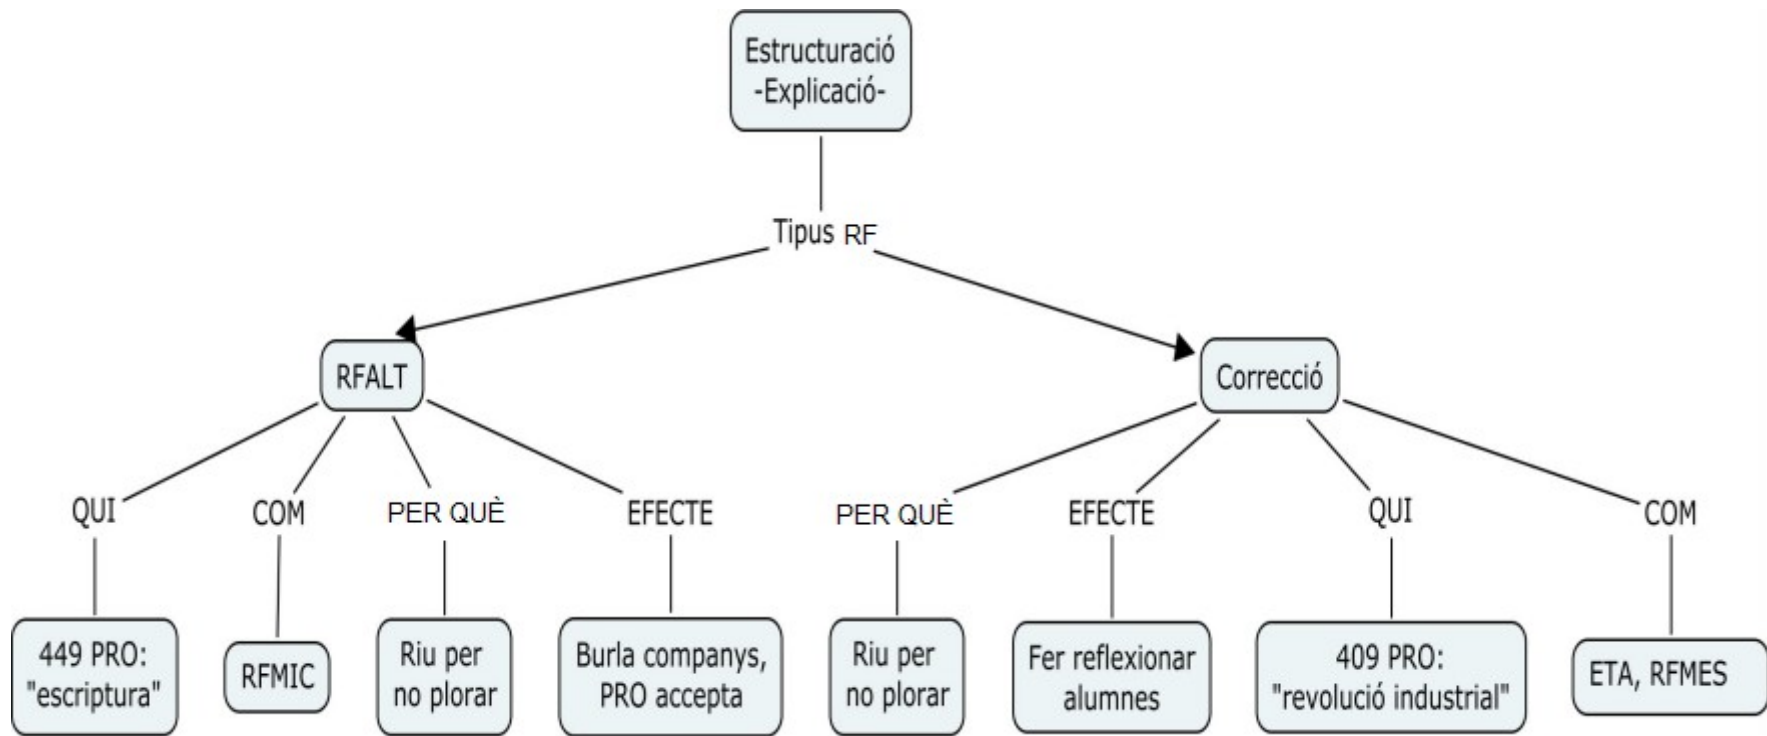 Estructuració
-Explicació-
Tipus RF
RFALT
Correcció
QUI
COM
PER QUÈ
EFECTE
PER QUÈ
EFECTE
QUI
COM
449 PRO:
"escriptura"
RFMIC
Riu per
no plorar
Burla companys,
PRO accepta
Riu per
no plorar
Fer reflexionar
alumnes
409 PRO:
"revolució industrial"
ETA, RFMES